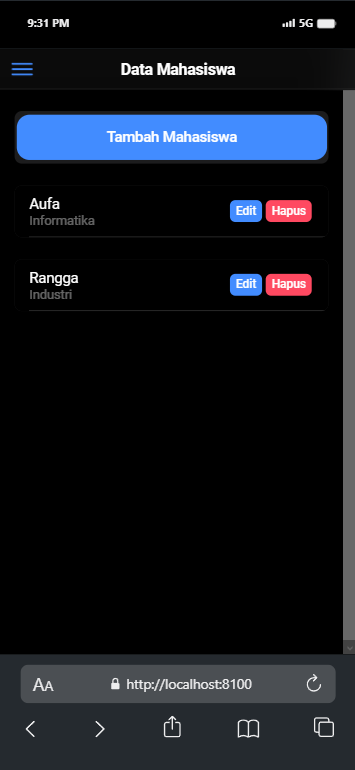 9:31 PM 5G
Data Mahasiswa
Tambah Mahasiswa
Aufa
Informatika
Edit Hapus
Rangga
Industri
Edit Hapus
AA http://localhost:8100